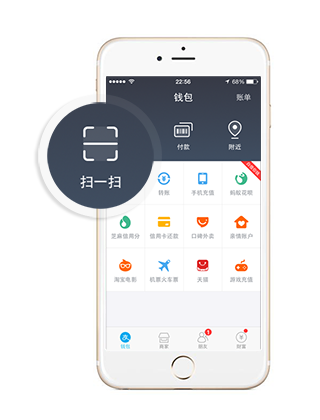 22:56
68%
钱包
账单
扫一扫
付款
附近
转账
手机充值
蚂蚁花呗
芝麻信用分
信用卡还款
口碑外卖
亲情账户
淘宝电影
机票火车票
天猫
游戏充值
钱包
商家
1
朋友
财富